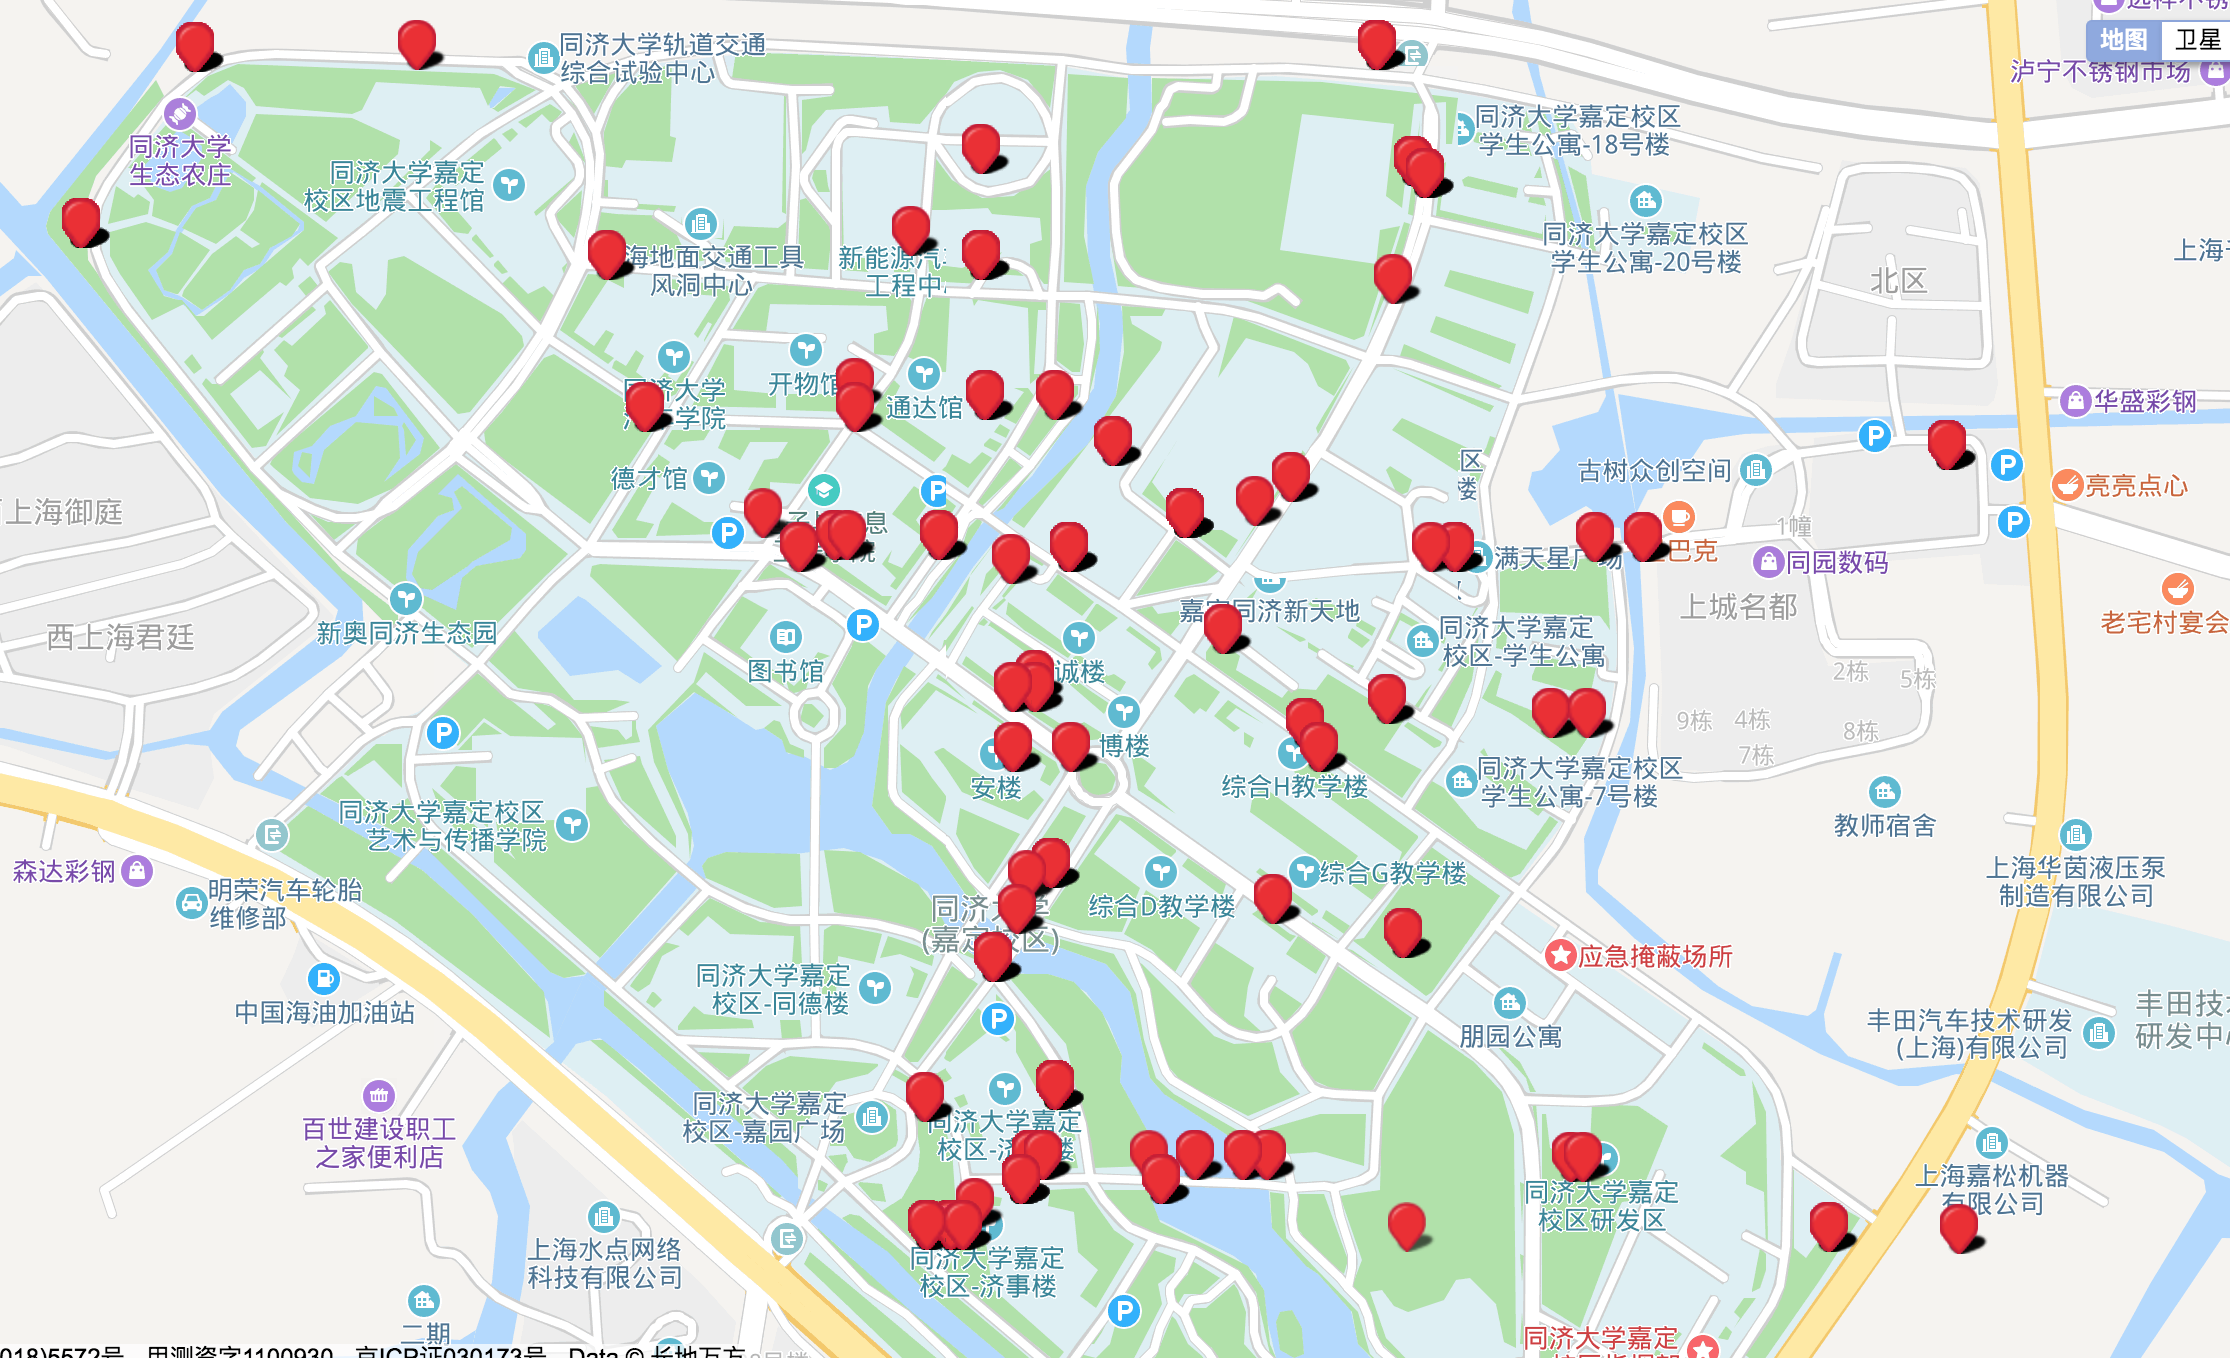 地图
卫星
泸宁不锈钢市场
同济大学轨道交通
综合试验中心
同济大学
生态农庄
同济大学嘉定
校区地震工程馆
同济大学嘉定校区
学生公寓-18号楼
同济大学嘉定校区
学生公寓-20号楼
北区
上海
海地面交通工具
风洞中心
新能源汽
工程中
开物馆
通达馆
济大学
学院
华盛彩钢
德才馆
息
区
楼
古树众创空间
亮亮点心
上海御庭
1幢
满天星广场
巴克
同园数码
上城名都
老宅村宴会
西上海君廷
新奥同济生态园
图书馆
诚楼
嘉定同济新天地
同济大学嘉定
校区-学生公寓
2栋
5栋
9栋
4栋
8栋
7栋
博楼
安楼
综合H教学楼
同济大学嘉定校区
学生公寓-7号楼
教师宿舍
同济大学嘉定校区
艺术与传播学院
森达彩钢
明荣汽车轮胎
维修部
综合G教学楼
综合D教学楼
同济大学
(嘉定校区)
上海华茵液压泵
制造有限公司
应急掩蔽场所
同济大学嘉定
校区-同德楼
中国海油加油站
朋园公寓
丰田汽车技术研发
(上海)有限公司
丰田技
研发中
同济大学嘉定
校区-嘉园广场
同济大学嘉定
校区-济
楼
百世建设职工
之家便利店
同济大学嘉定
校区研发区
上海嘉松机器
有限公司
上海水点网络
科技有限公司
同济大学嘉定
校区-济事楼
二期
同济大学嘉定
018)5572号 - 甲测资字1100930 - 京ICP证030173号 - Data © 长地万方